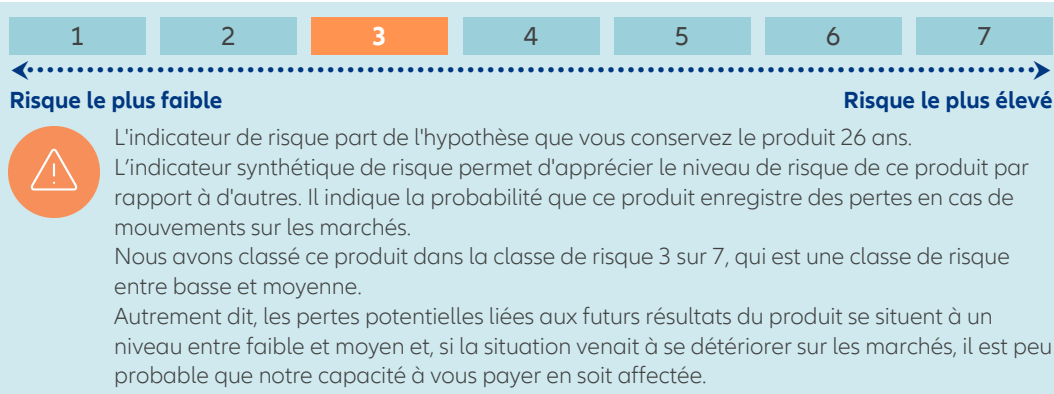 1 2 3 4 5 6 7
Risque le plus faible Risque le plus élevé
L'indicateur de risque part de l'hypothèse que vous conservez le produit 26 ans.
L’indicateur synthétique de risque permet d'apprécier le niveau de risque de ce produit par
rapport à d'autres. Il indique la probabilité que ce produit enregistre des pertes en cas de
mouvements sur les marchés.
Nous avons classé ce produit dans la classe de risque 3 sur 7, qui est une classe de risque
entre basse et moyenne.
Autrement dit, les pertes potentielles liées aux futurs résultats du produit se situent à un
niveau entre faible et moyen et, si la situation venait à se détériorer sur les marchés, il est peu
probable que notre capacité à vous payer en soit affectée.